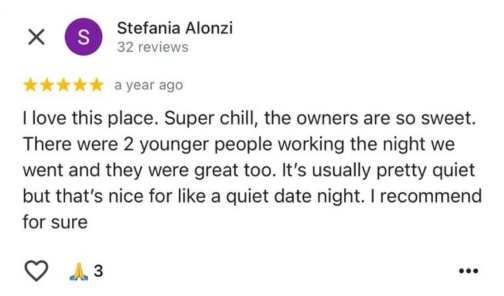 S
Stefania Alonzi
32 reviews
a year ago
I love this place. Super chill, the owners are so sweet.
There were 2 younger people working the night we
went and they were great too. It’s usually pretty quiet
but that’s nice for like a quiet date night. I recommend
for sure
🙏 3